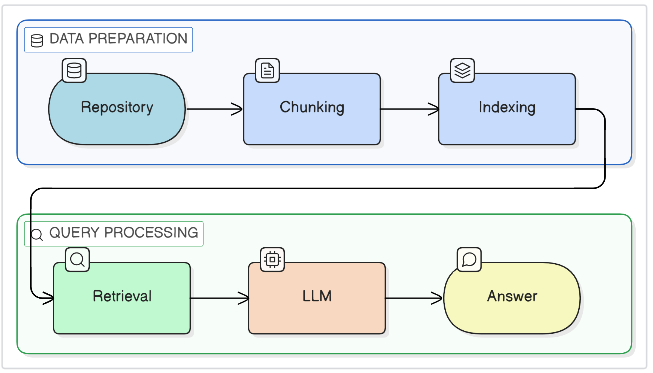 DATA PREPARATION
Repository
Chunking
Indexing
QUERY PROCESSING
Retrieval
LLM
Answer